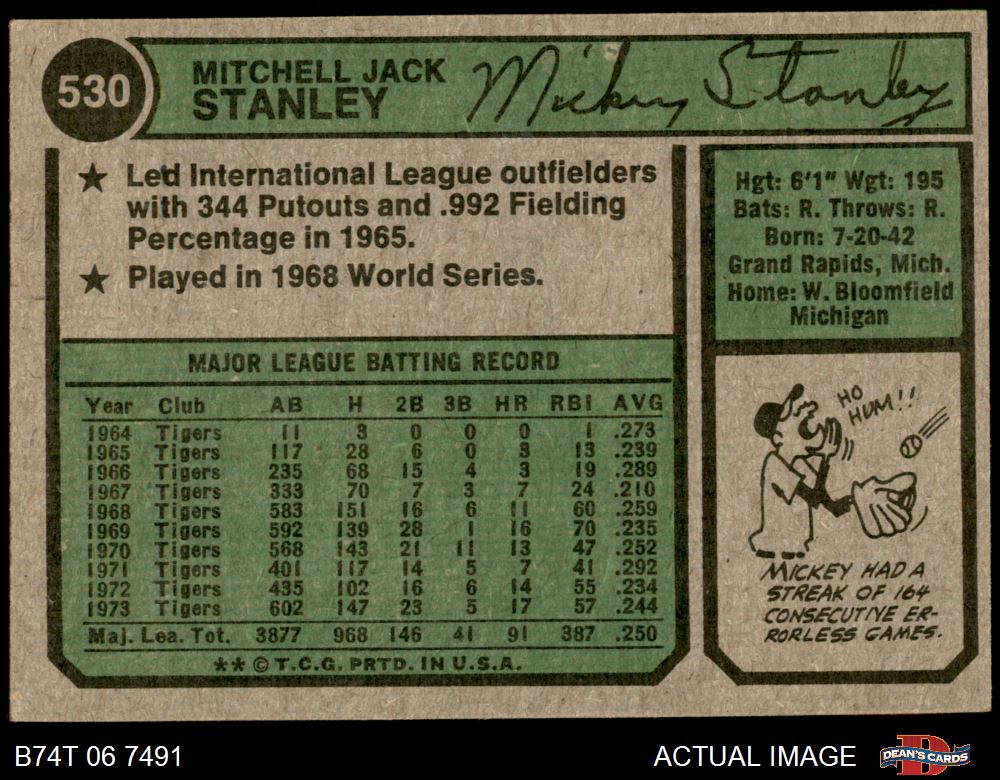 530
MITCHELL JACK
STANLEY
Mickey Stanley
★ Led International League outfielders
with 344 Putouts and .992 Fielding
Percentage in 1965.
★ Played in 1968 World Series.
Hgt: 6'1" Wgt: 195
Bats: R. Throws: R.
Born: 7-20-42
Grand Rapids, Mich.
Home: W. Bloomfield
Michigan
MAJOR LEAGUE BATTING RECORD
Year Club AB H 2B 3B HR RBI AVG
1964 Tigers 11 3 0 0 0 1 .273
1965 Tigers 117 28 6 0 3 13 .239
1966 Tigers 235 68 15 4 3 19 .289
1967 Tigers 333 70 7 3 7 24 .210
1968 Tigers 583 151 16 6 11 60 .259
1969 Tigers 592 139 28 1 16 70 .235
1970 Tigers 568 143 21 11 13 47 .252
1971 Tigers 401 117 14 5 7 41 .292
1972 Tigers 435 102 16 6 14 55 .234
1973 Tigers 602 147 23 5 17 57 .244
Maj. Lea. Tot. 3877 968 146 41 91 387 .250
** © T.C.G. PRTD. IN U.S.A.
HO
HUM!!
MICKEY HAD A
STREAK OF 164
CONSECUTIVE ER-
RORLESS GAMES.
B74T 06 7491
ACTUAL IMAGE
DEAN'S CARDS